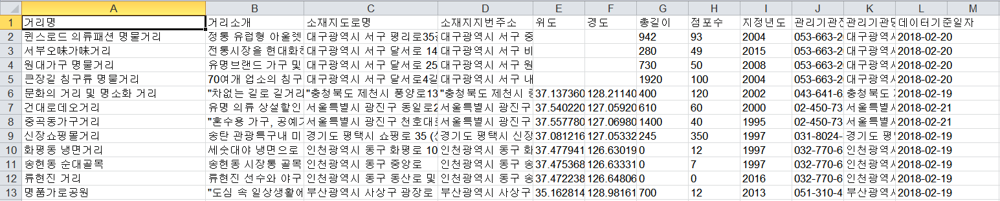 A B C D E F G H I J K L M
1 거리명 거리소개 소재지도로명 소재지지번주소 위도 경도 총길이 점포수 지정년도 관리기관전 관리기관명 데이터기준일자
2 퀸스로드 의류패션 명물거리 정통 유럽형 아울렛 대구광역시 서구 평리로35길 대구광역시 서구 중 942 93 2004 053-663-20 대구광역시 2018-02-20
3 서부오味가味거리 전통시장을 현대화하 대구광역시 서구 달서로 14 대구광역시 서구 비 280 49 2015 053-663-20 대구광역시 2018-02-20
4 원대가구 명물거리 유명브랜드 가구 및 대구광역시 서구 달서로 25 대구광역시 서구 원 730 50 2008 053-663-20 대구광역시 2018-02-20
5 큰장길 침구류 명물거리 70여개 업소의 침구 대구광역시 서구 달서로4길 대구광역시 서구 내 1920 100 2004 053-663-20 대구광역시 2018-02-20
6 문화의 거리 및 명소화 거리 "차없는 길로 길거리 "충청북도 제천시 풍양로13 "충청북도 제천시 중 37.137360 128.21140 400 120 2002 043-641-6 충청북도 2018-02-19
7 건대로데오거리 유명 의류 상설할인 서울특별시 광진구 동일로2 서울특별시 광진구 37.540220 127.05920 610 60 2000 02-450-73 서울특별시 2018-02-21
8 중곡동가구거리 "혼수용 가구, 공예가 서울특별시 광진구 천호대로 서울특별시 광진구 37.557780 127.06980 1400 40 1995 02-450-73 서울특별시 2018-02-21
9 신장쇼핑몰거리 송탄 관광특구내 미 경기도 평택시 쇼핑로 35 (신 경기도 평택시 신장 37.081216 127.05332 245 350 1997 031-8024- 경기도 평 2018-02-19
10 화평동 냉면거리 세숫대야 냉면으로 인천광역시 동구 화평로 10 인천광역시 동구 화 37.477941 126.63019 0 12 1997 032-770-6 인천광역시 2018-02-19
11 송현동 순대골목 송현동 시장통 골목 인천광역시 동구 중앙로 인천광역시 동구 송 37.475368 126.63331 0 7 1997 032-770-6 인천광역시 2018-02-19
12 류현진 거리 류현진 선수와 야구 인천광역시 동구 동산로 및 인천광역시 동구 송 37.472238 126.64806 0 0 2016 032-770-6 인천광역시 2018-02-19
13 명품가로공원 "도심 속 일상생활에 부산광역시 사상구 광장로 부산광역시 사상구 35.162814 128.98161 700 12 2013 051-310-4 부산광역시 2018-02-19